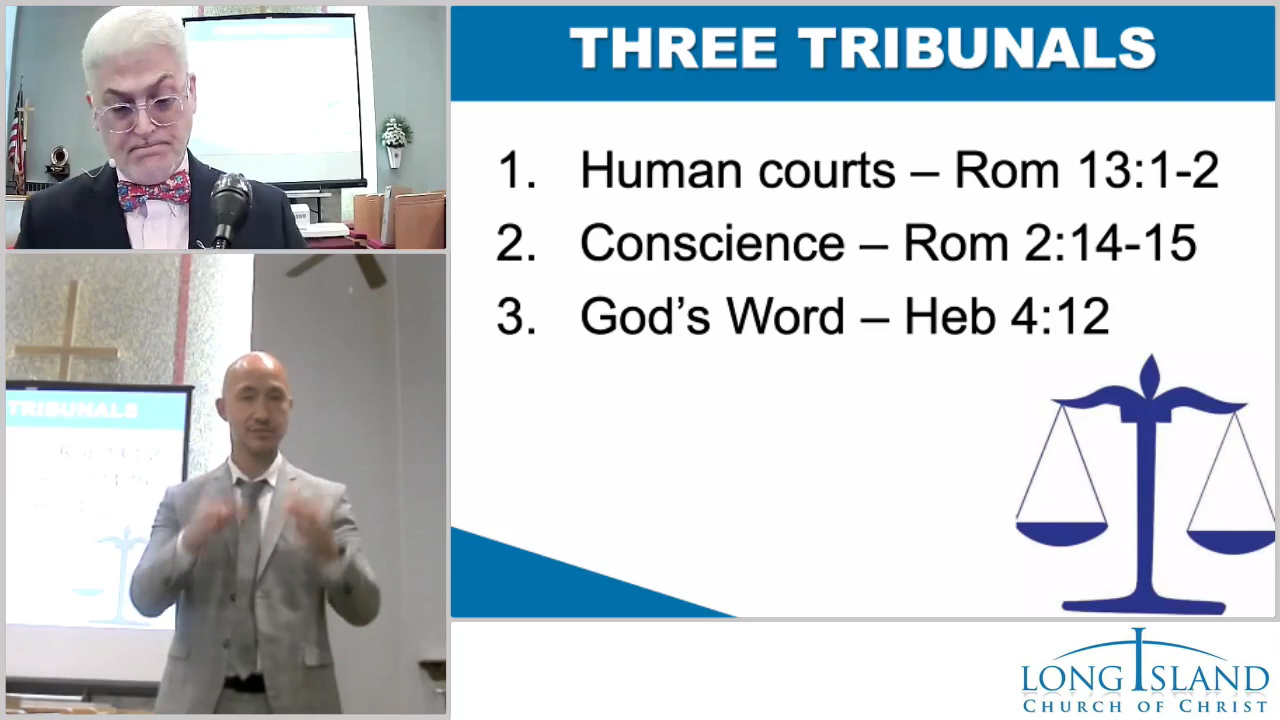 THREE TRIBUNALS
1. Human courts – Rom 13:1-2
2. Conscience – Rom 2:14-15
3. God's Word – Heb 4:12
TRIBUNALS
LONG ISLAND
CHURCH OF CHRIST